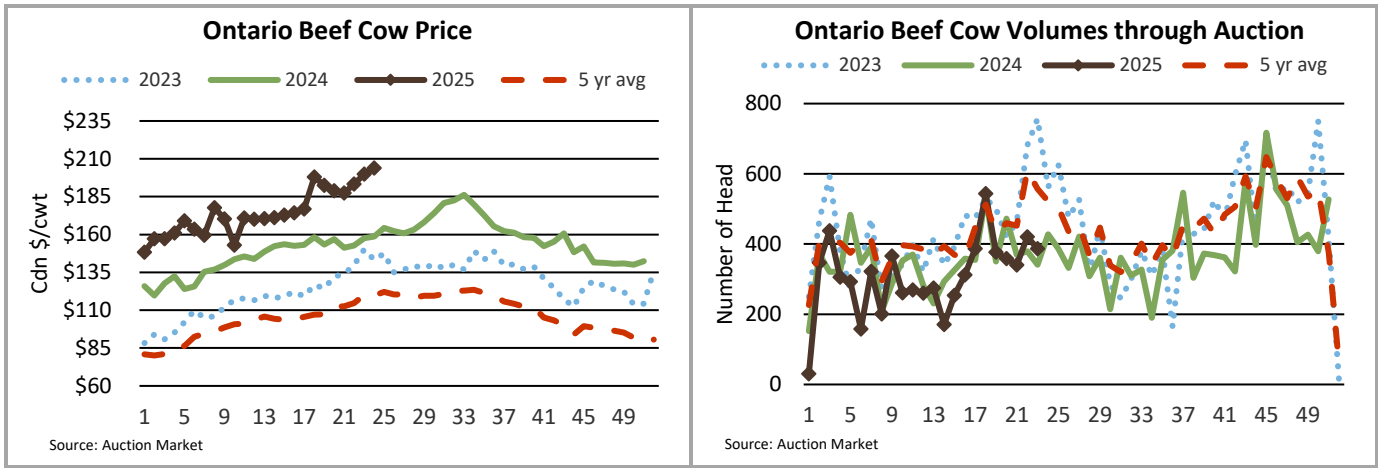 Ontario Beef Cow Price
2023 2024 2025 5 yr avg
$235
$210
$185
$160
$135
$110
$85
$60
Cdn $/cwt
1 5 9 13 17 21 25 29 33 37 41 45 49
Source: Auction Market
Ontario Beef Cow Volumes through Auction
2023 2024 2025 5 yr avg
800
600
400
200
0
Number of Head
1 5 9 13 17 21 25 29 33 37 41 45 49
Source: Auction Market